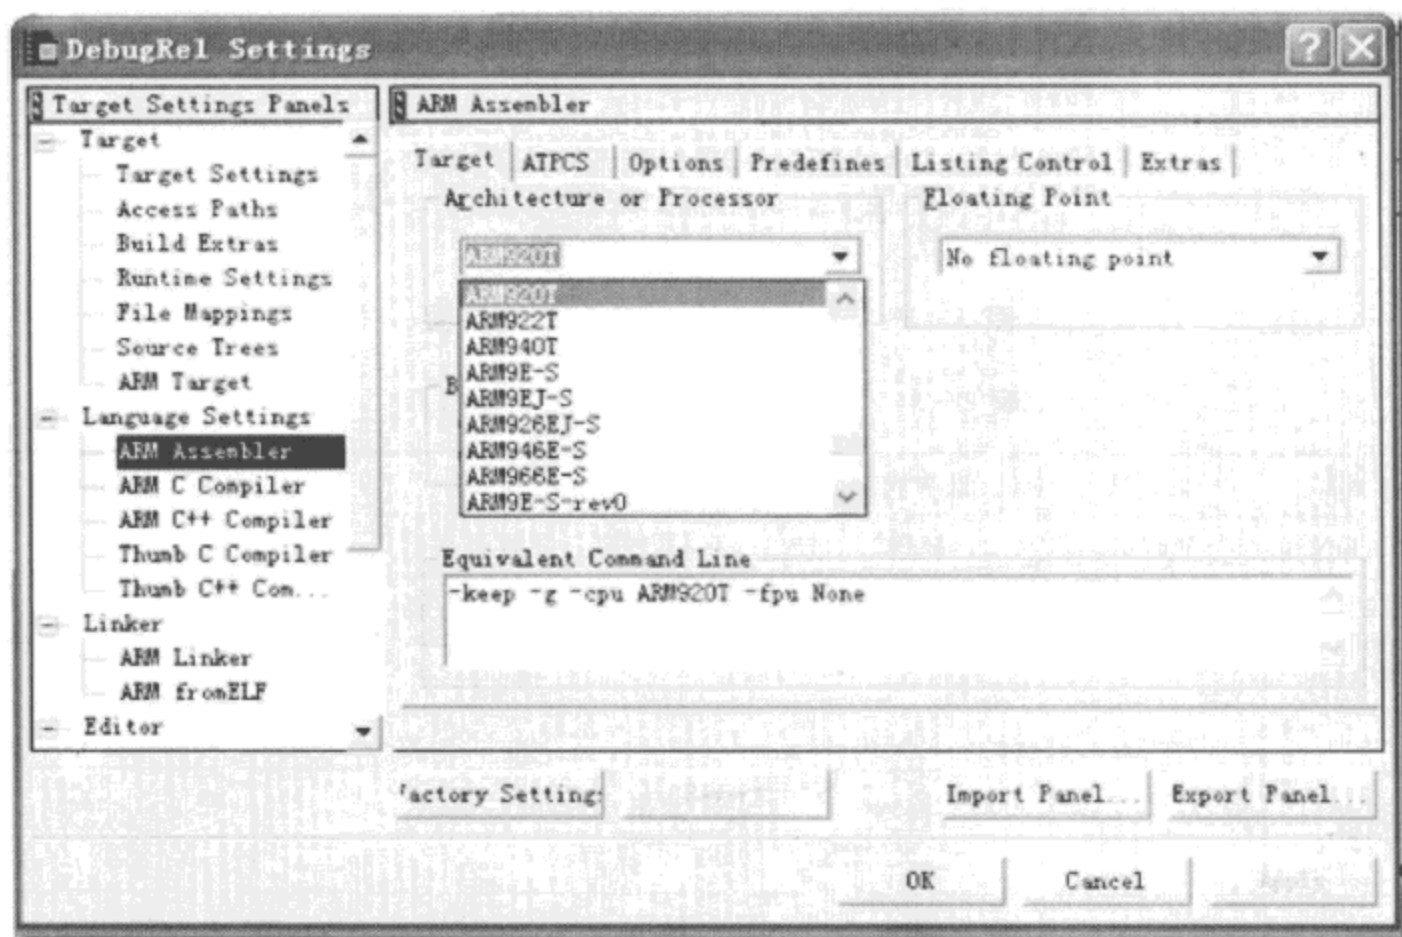 DebugRel Settings
Target Settings Panels
Target
Target Settings
Access Paths
Build Extras
Runtime Settings
File Mappings
Source Trees
ARM Target
Language Settings
ARM Assembler
ARM C Compiler
ARM C++ Compiler
Thumb C Compiler
Thumb C++ Com...
Linker
ARM Linker
ARM fromELF
Editor
ARM Assembler
Target ATPCS Options Predefines Listing Control Extras
Architecture or Processor
ARM920T
ARM920T
ARM922T
ARM940T
ARM9E-S
ARM9EJ-S
ARM926EJ-S
ARM946E-S
ARM966E-S
ARM9E-S-rev0
B
Floating Point
No floating point
Equivalent Command Line
-keep -g -cpu ARM920T -fpu None
actory Setting
Import Panel...
Export Panel...
OK
Cancel
Apply